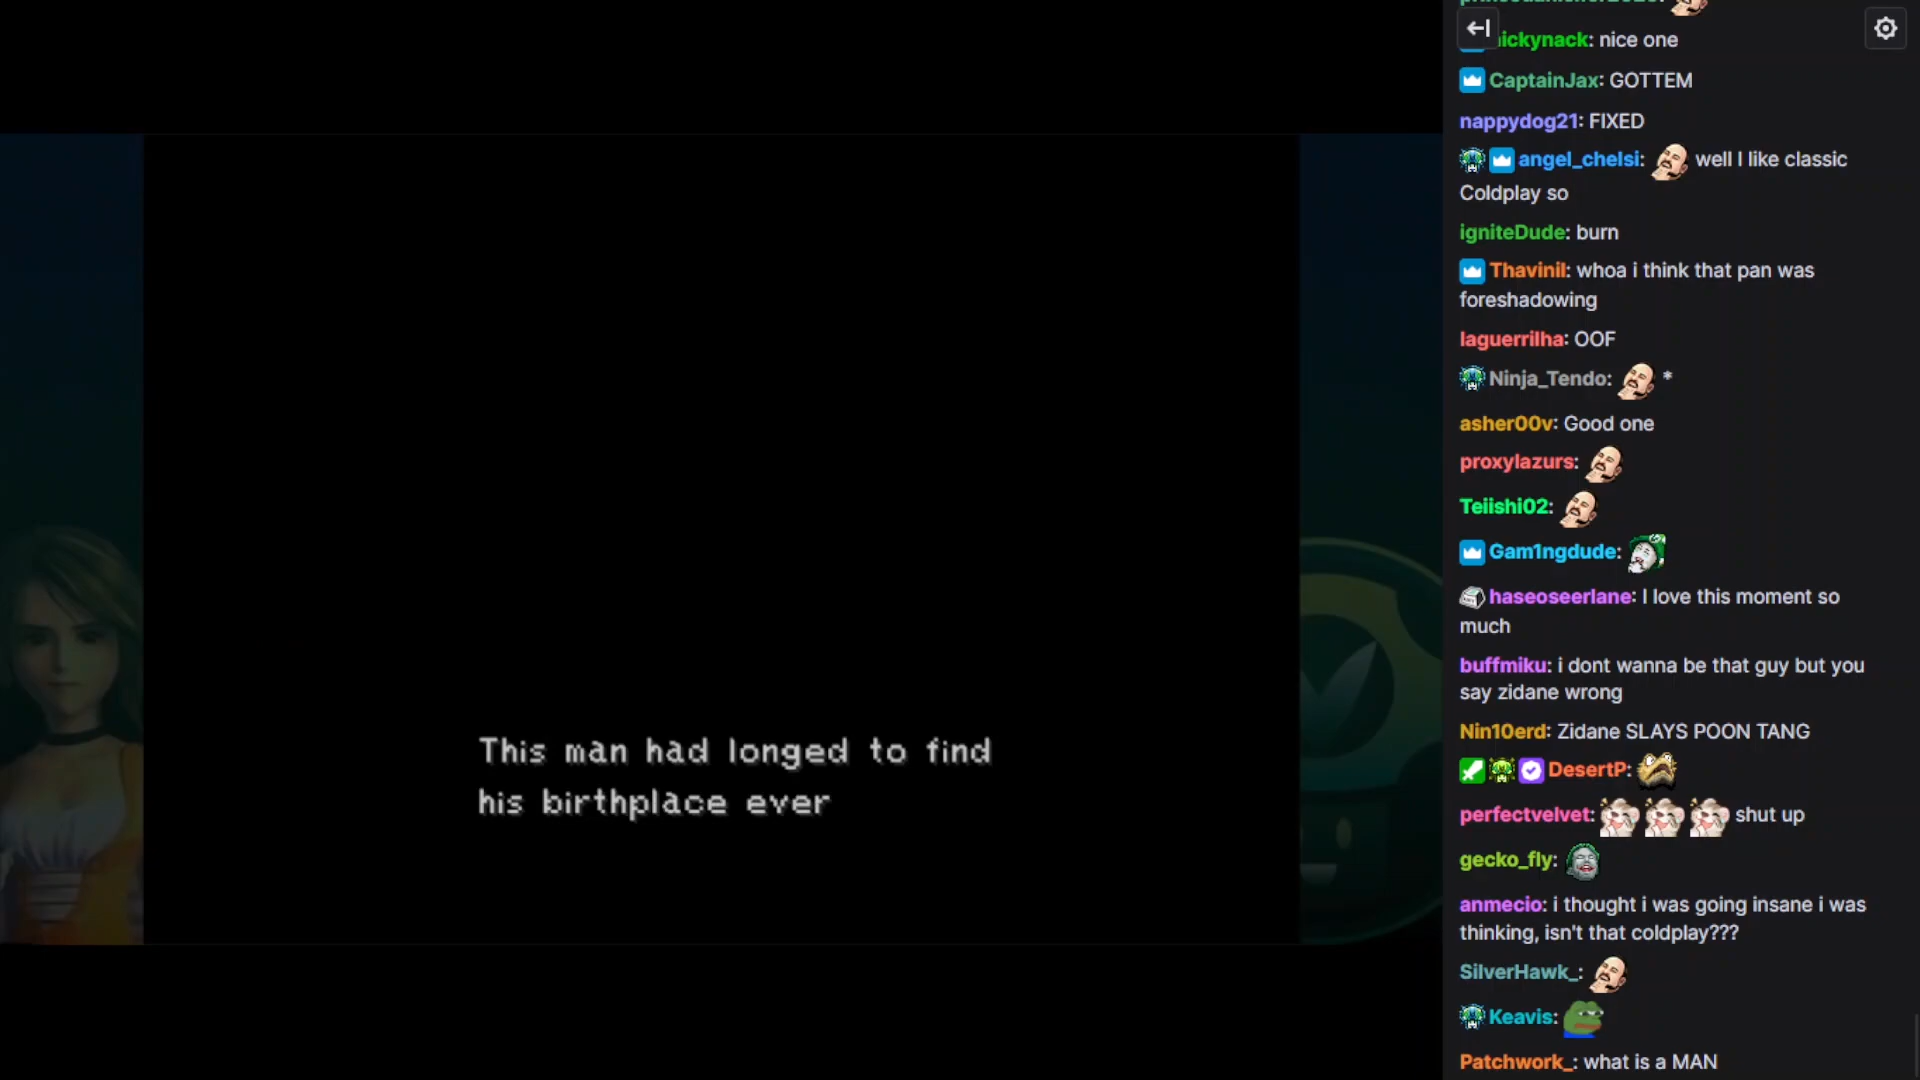 This man had longed to find
his birthplace ever
ickynack: nice one
CaptainJax: GOTTEM
nappydog21: FIXED
angel_chelsi: well I like classic
Coldplay so
igniteDude: burn
Thavinil: whoa i think that pan was
foreshadowing
laguerrilha: OOF
Ninja_Tendo: *
asher00v: Good one
proxylazurs:
Teiishi02:
Gam1ngdude:
haseoseerlane: I love this moment so
much
buffmiku: i dont wanna be that guy but you
say zidane wrong
Nin10erd: Zidane SLAYS POON TANG
DesertP:
perfectvelvet: shut up
gecko_fly:
anmecio: i thought i was going insane i was
thinking, isn't that coldplay???
SilverHawk_:
Keavis:
Patchwork_: what is a MAN